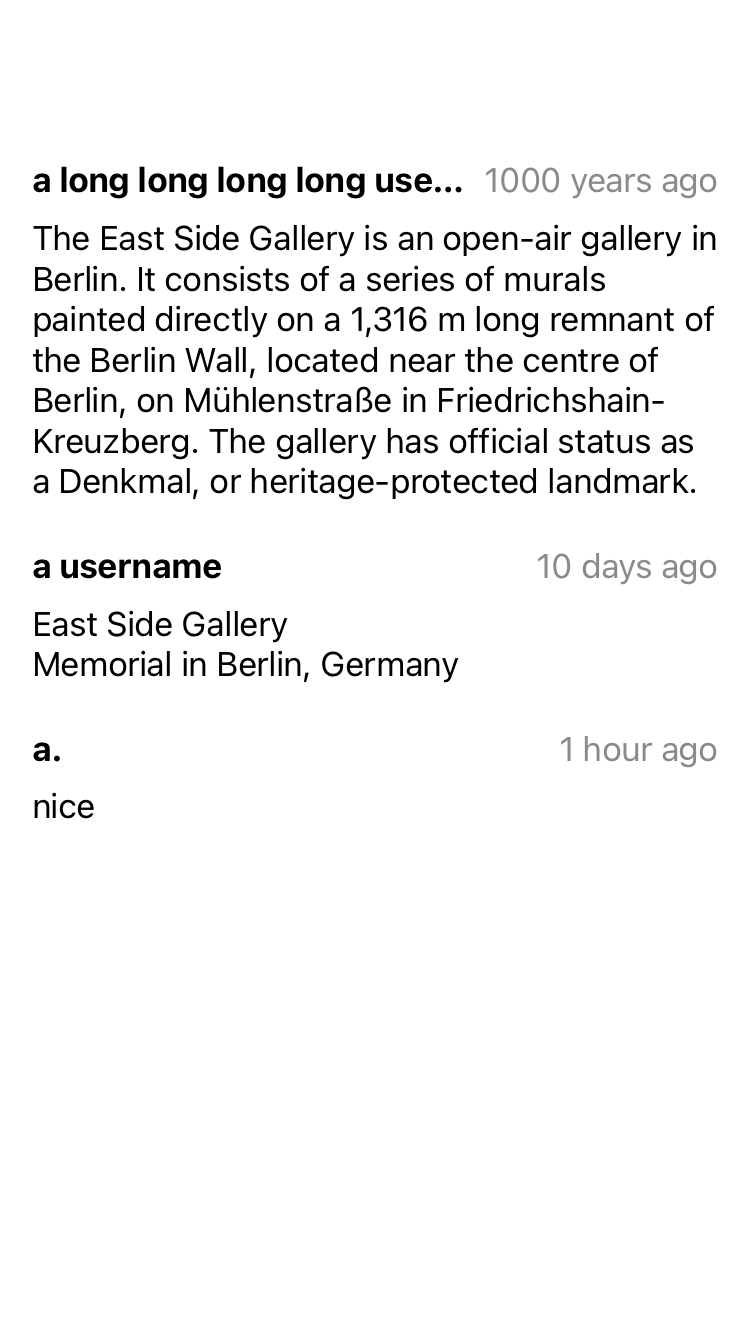 a long long long long use... 1000 years ago
The East Side Gallery is an open-air gallery in
Berlin. It consists of a series of murals
painted directly on a 1,316 m long remnant of
the Berlin Wall, located near the centre of
Berlin, on Mühlenstraße in Friedrichshain-
Kreuzberg. The gallery has official status as
a Denkmal, or heritage-protected landmark.
a username 10 days ago
East Side Gallery
Memorial in Berlin, Germany
a. 1 hour ago
nice